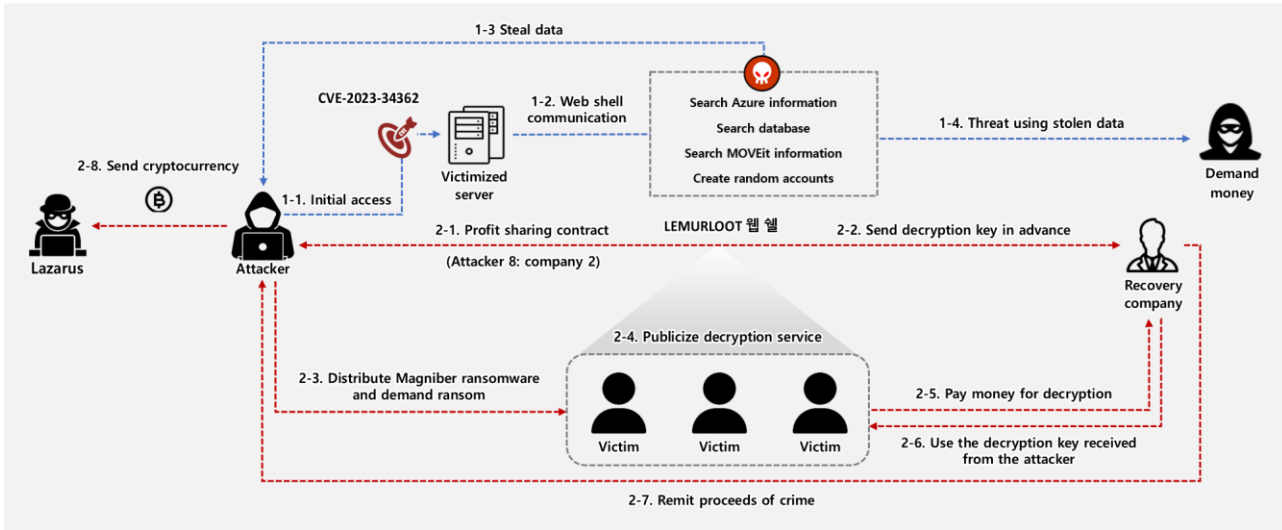 1-3 Steal data
CVE-2023-34362
1-2. Web shell
communication
Search Azure information
Search database
Search MOVEit information
Create random accounts
1-4. Threat using stolen data
Demand
money
Victimized
server
1-1. Initial access
2-8. Send cryptocurrency
Lazarus
Attacker
2-1. Profit sharing contract
(Attacker 8: company 2)
LEMURLOOT 웹 쉘
2-2. Send decryption key in advance
Recovery
company
2-4. Publicize decryption service
2-3. Distribute Magniber ransomware
and demand ransom
Victim
Victim
Victim
2-5. Pay money for decryption
2-6. Use the decryption key received
from the attacker
2-7. Remit proceeds of crime